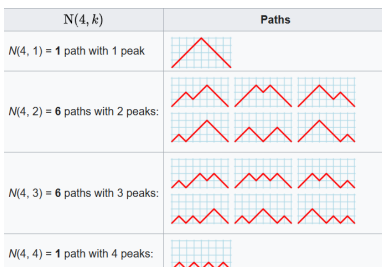 N(4, k) Paths
N(4, 1) = 1 path with 1 peak
N(4, 2) = 6 paths with 2 peaks:
N(4, 3) = 6 paths with 3 peaks:
N(4, 4) = 1 path with 4 peaks: